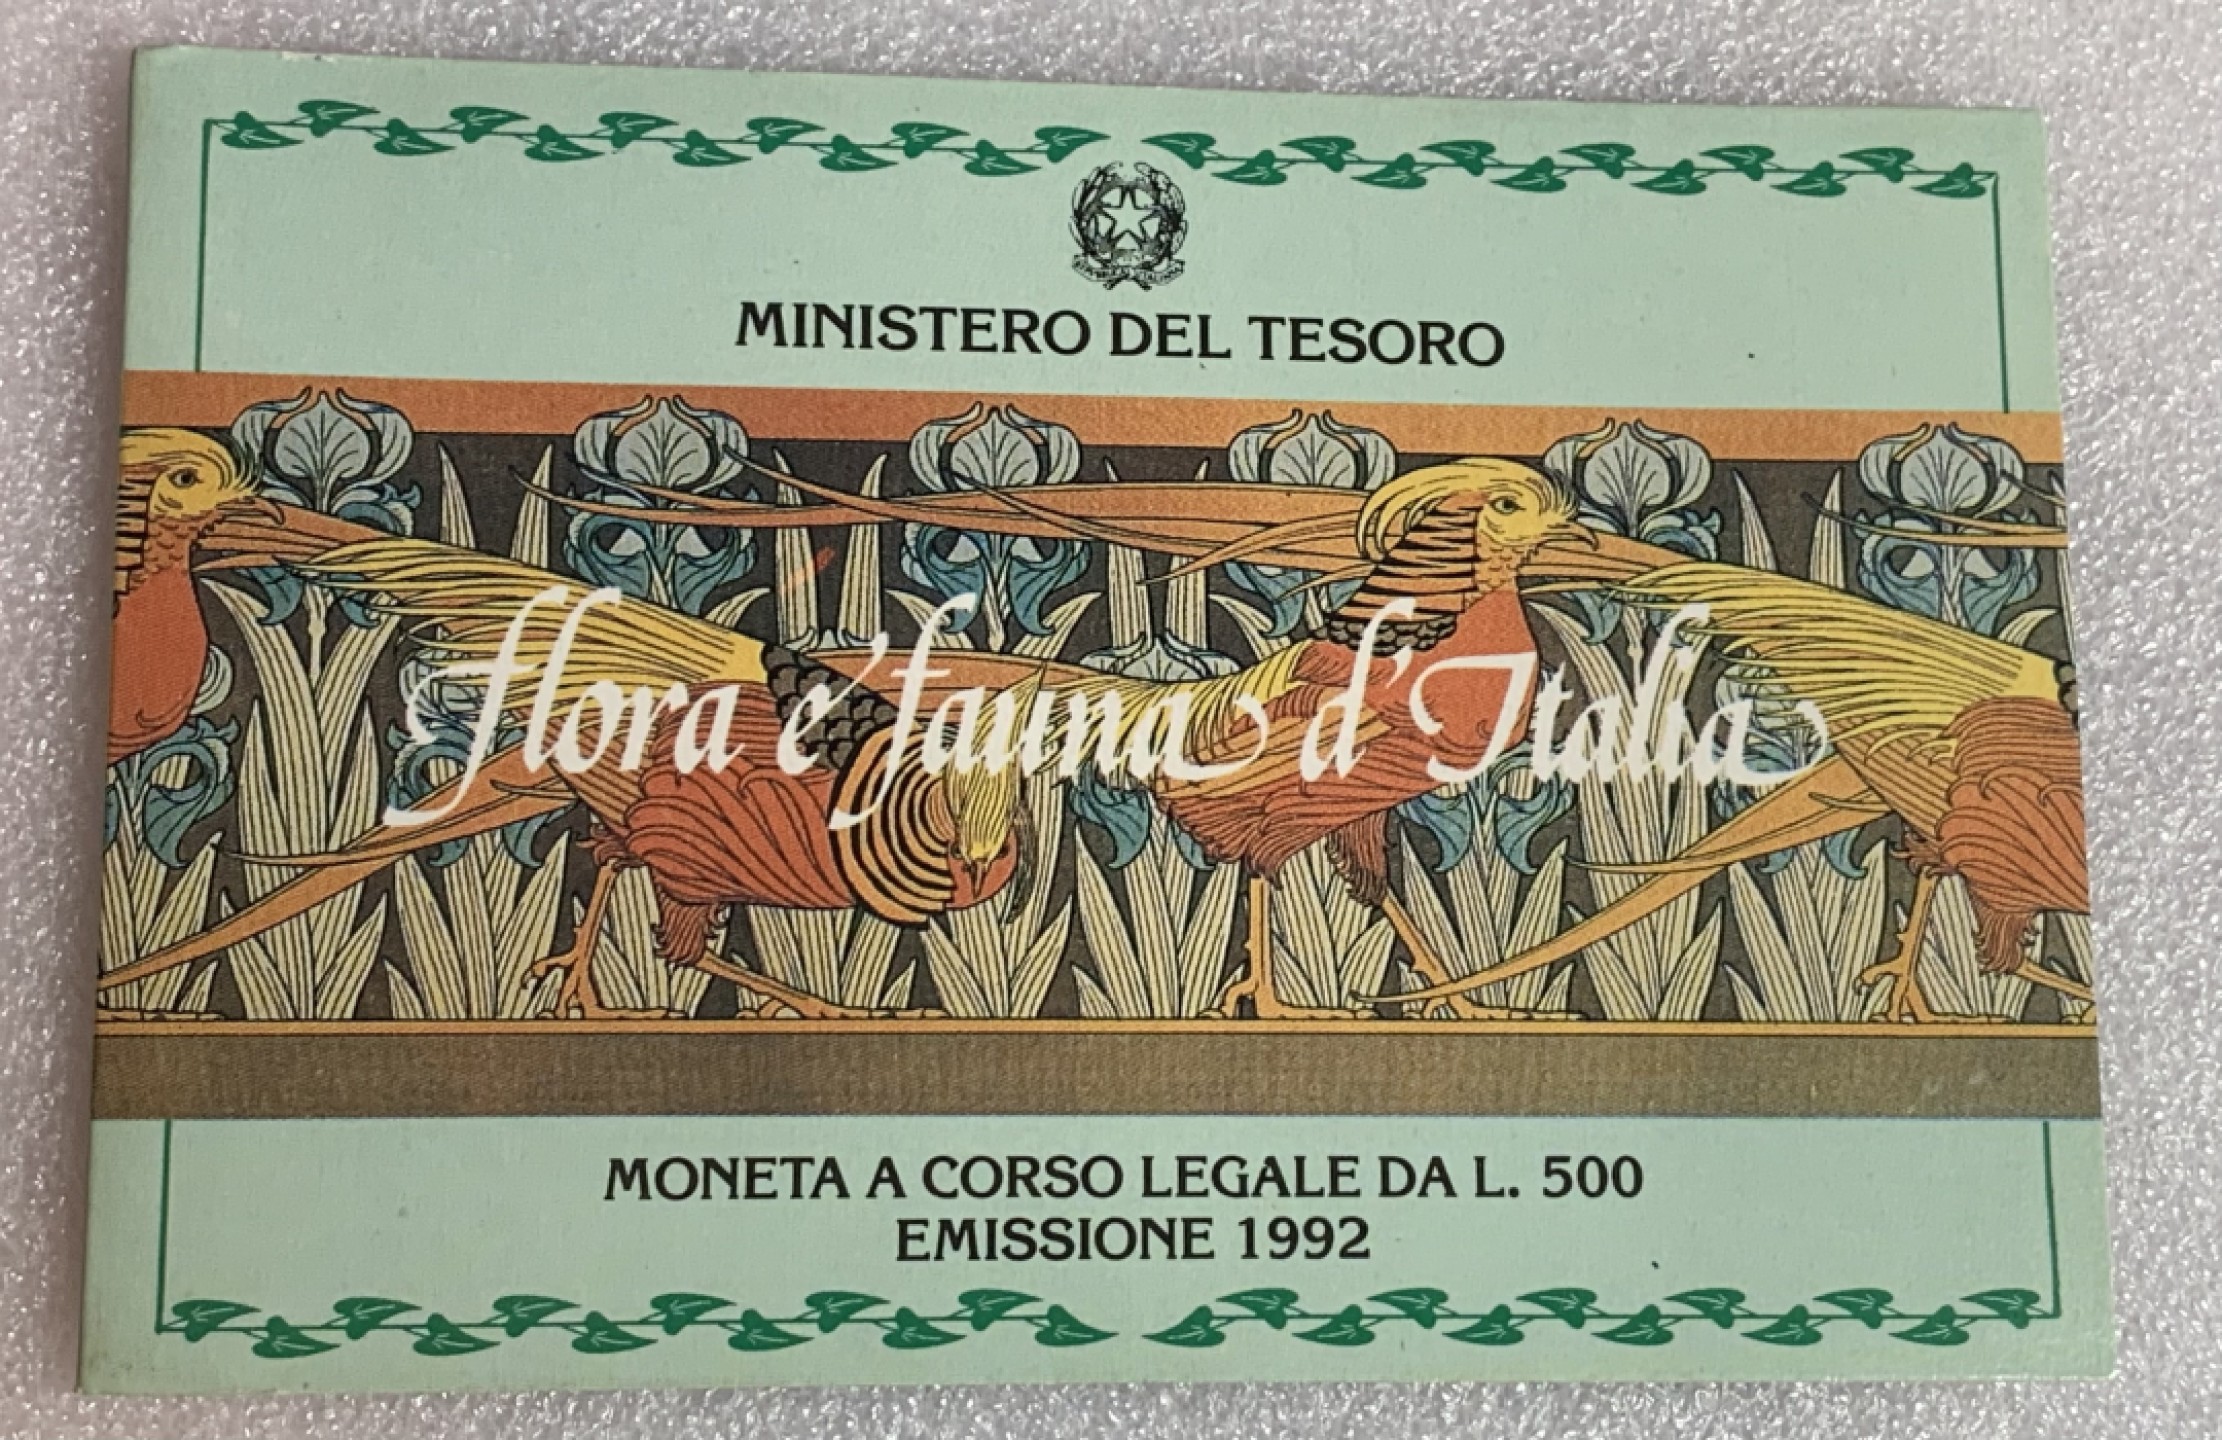 MINISTERO DEL TESORO
flora e fauna d'Italia
MONETA A CORSO LEGALE DA L. 500
EMISSIONE 1992